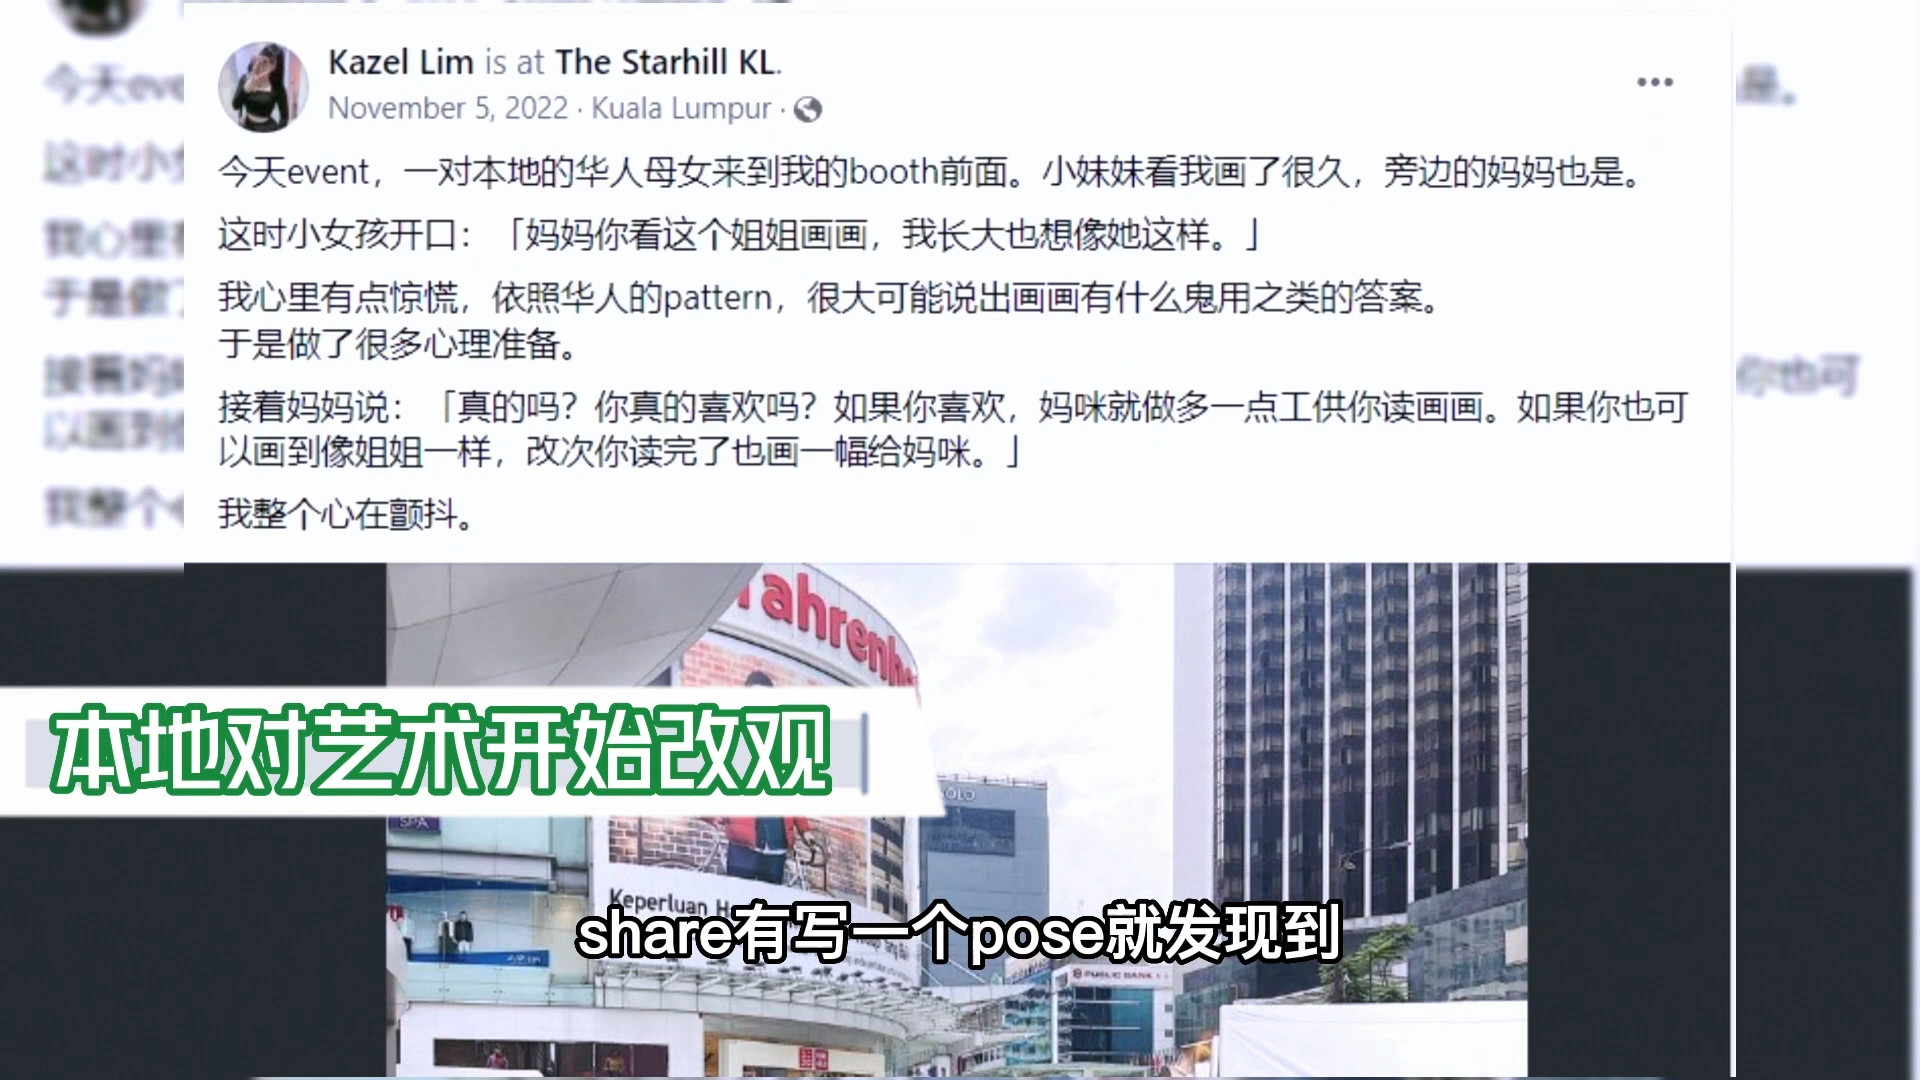 Kazel Lim is at The Starhill KL.
November 5, 2022 · Kuala Lumpur ·
今天event，一对本地的华人母女来到我的booth前面。小妹妹看我画了很久，旁边的妈妈也是。
这时小女孩开口：「妈妈你看这个姐姐画画，我长大也想像她这样。」
我心里有点惊慌，依照华人的pattern，很大可能说出画画有什么鬼用之类的答案。
于是做了很多心理准备。
接着妈妈说：「真的吗？你真的喜欢吗？如果你喜欢，妈咪就做多一点工供你读画画。如果你也可
以画到像姐姐一样，改次你读完了也画一幅给妈咪。」
我整个心在颤抖。
本地对艺术开始改观
SPA
OLO
Keperluan H
PUBLIC BANK
share有写一个pose就发现到